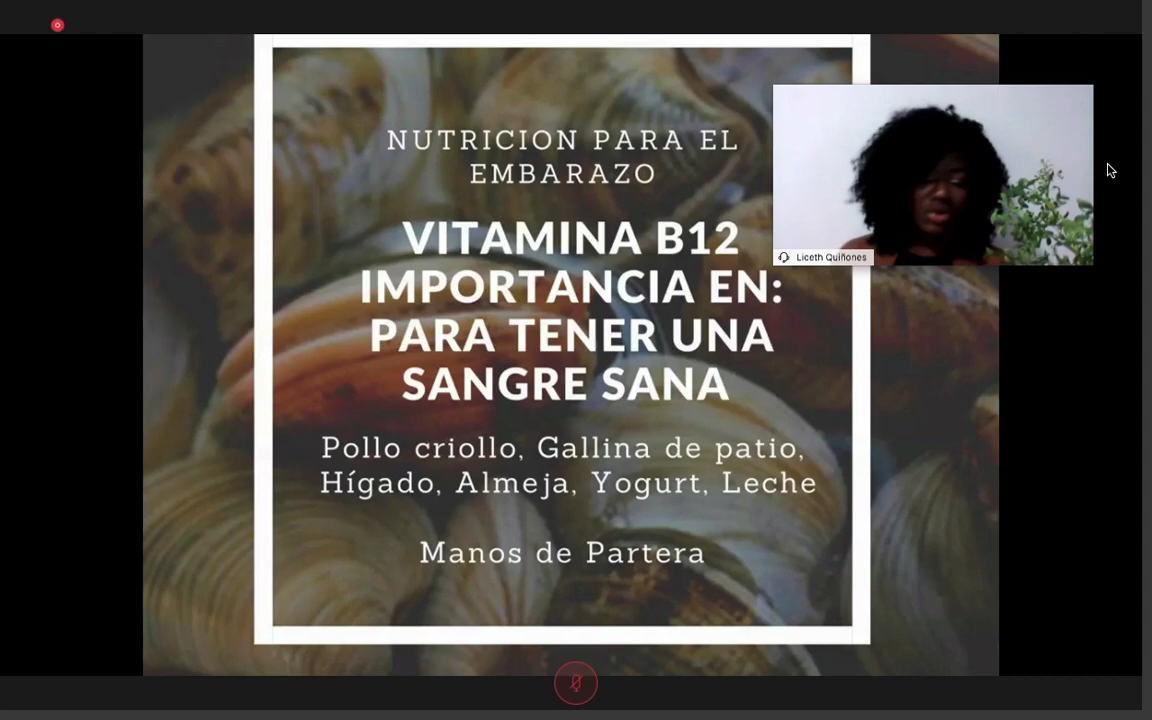 NUTRICION PARA EL
EMBARAZO
VITAMINA B12
IMPORTANCIA EN:
PARA TENER UNA
SANGRE SANA
Pollo criollo, Gallina de patio,
Hígado, Almeja, Yogurt, Leche
Manos de Partera
Liceth Quiñones